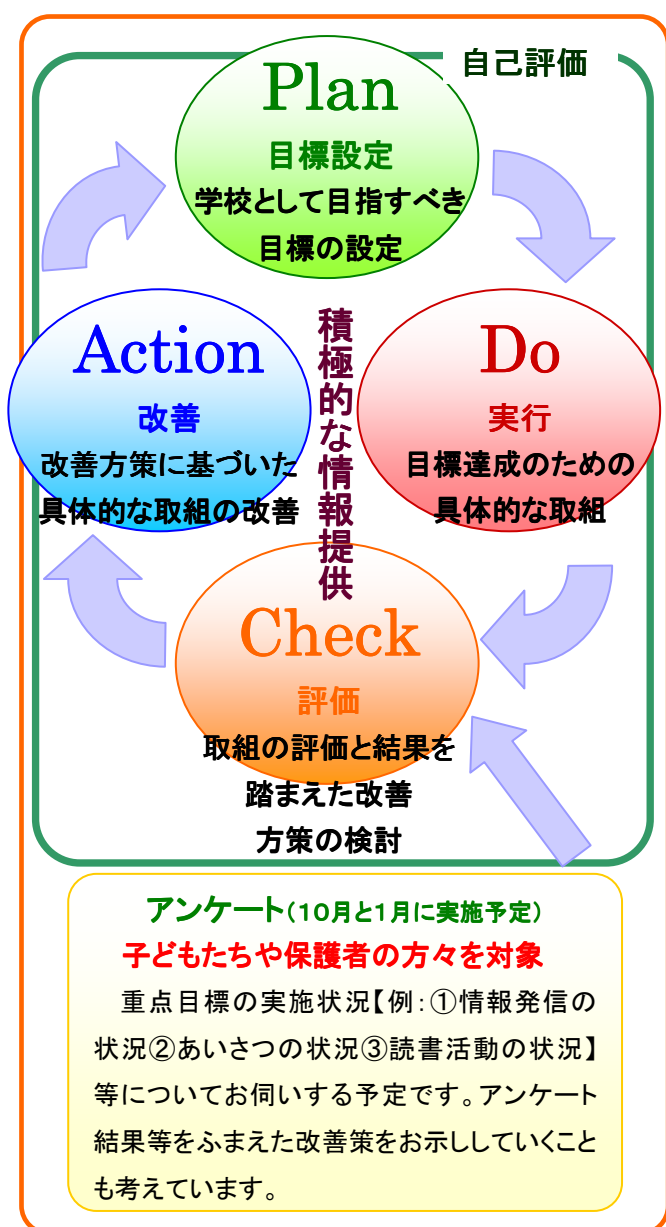 自己評価
Plan
目標設定
学校として目指すべき
目標の設定
Do
実行
目標達成のための
具体的な取組
Check
評価
取組の評価と結果を
踏まえた改善
方策の検討
Action
改善
改善方策に基づいた
具体的な取組の改善
積極的な情報提供
アンケート(10月と1月に実施予定)
子どもたちや保護者の方々を対象
重点目標の実施状況【例:①情報発信の
状況②あいさつの状況③読書活動の状況】
等についてお伺いする予定です。アンケート
結果等をふまえた改善策をお示ししていくこと
も考えています。